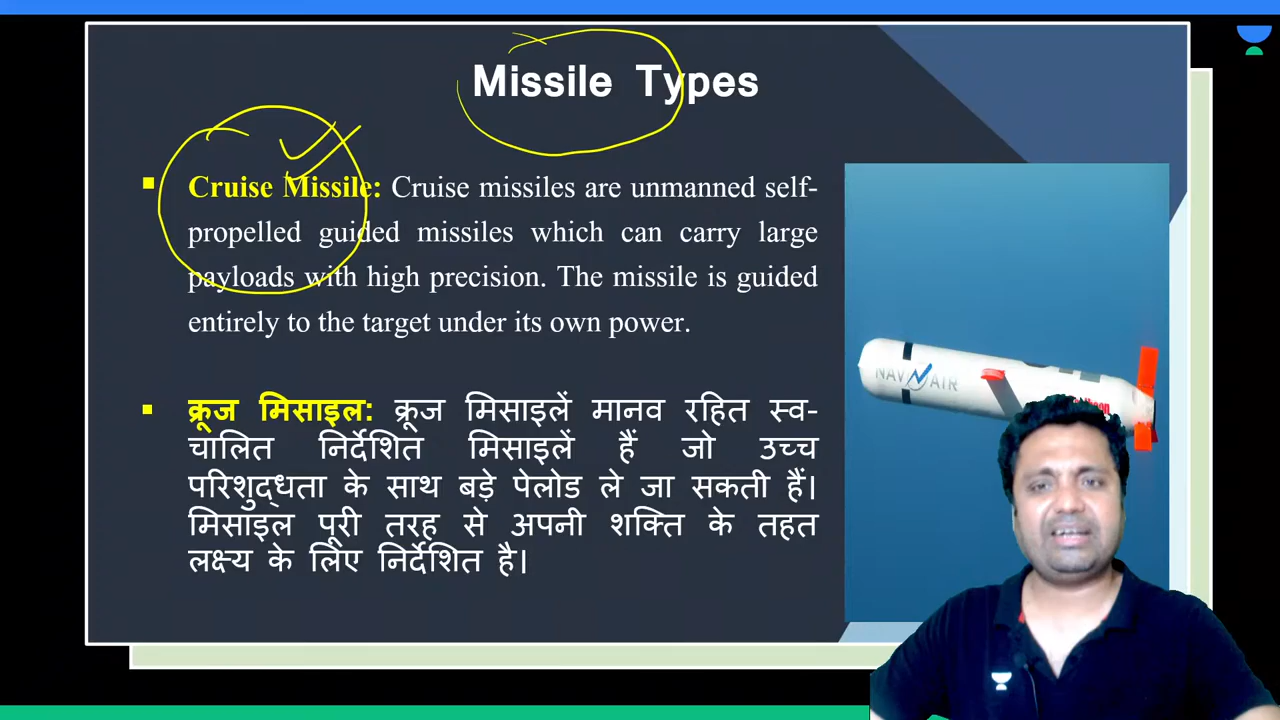 Missile Types
Cruise Missile: Cruise missiles are unmanned self-
propelled guided missiles which can carry large
payloads with high precision. The missile is guided
entirely to the target under its own power.
क्रूज मिसाइल: क्रूज मिसाइलें मानव रहित स्व-
चालित निर्देशित मिसाइलें हैं जो उच्च
परिशुद्धता के साथ बड़े पेलोड ले जा सकती हैं।
मिसाइल पूरी तरह से अपनी शक्ति के तहत
लक्ष्य के लिए निर्देशित है।
NAV AIR